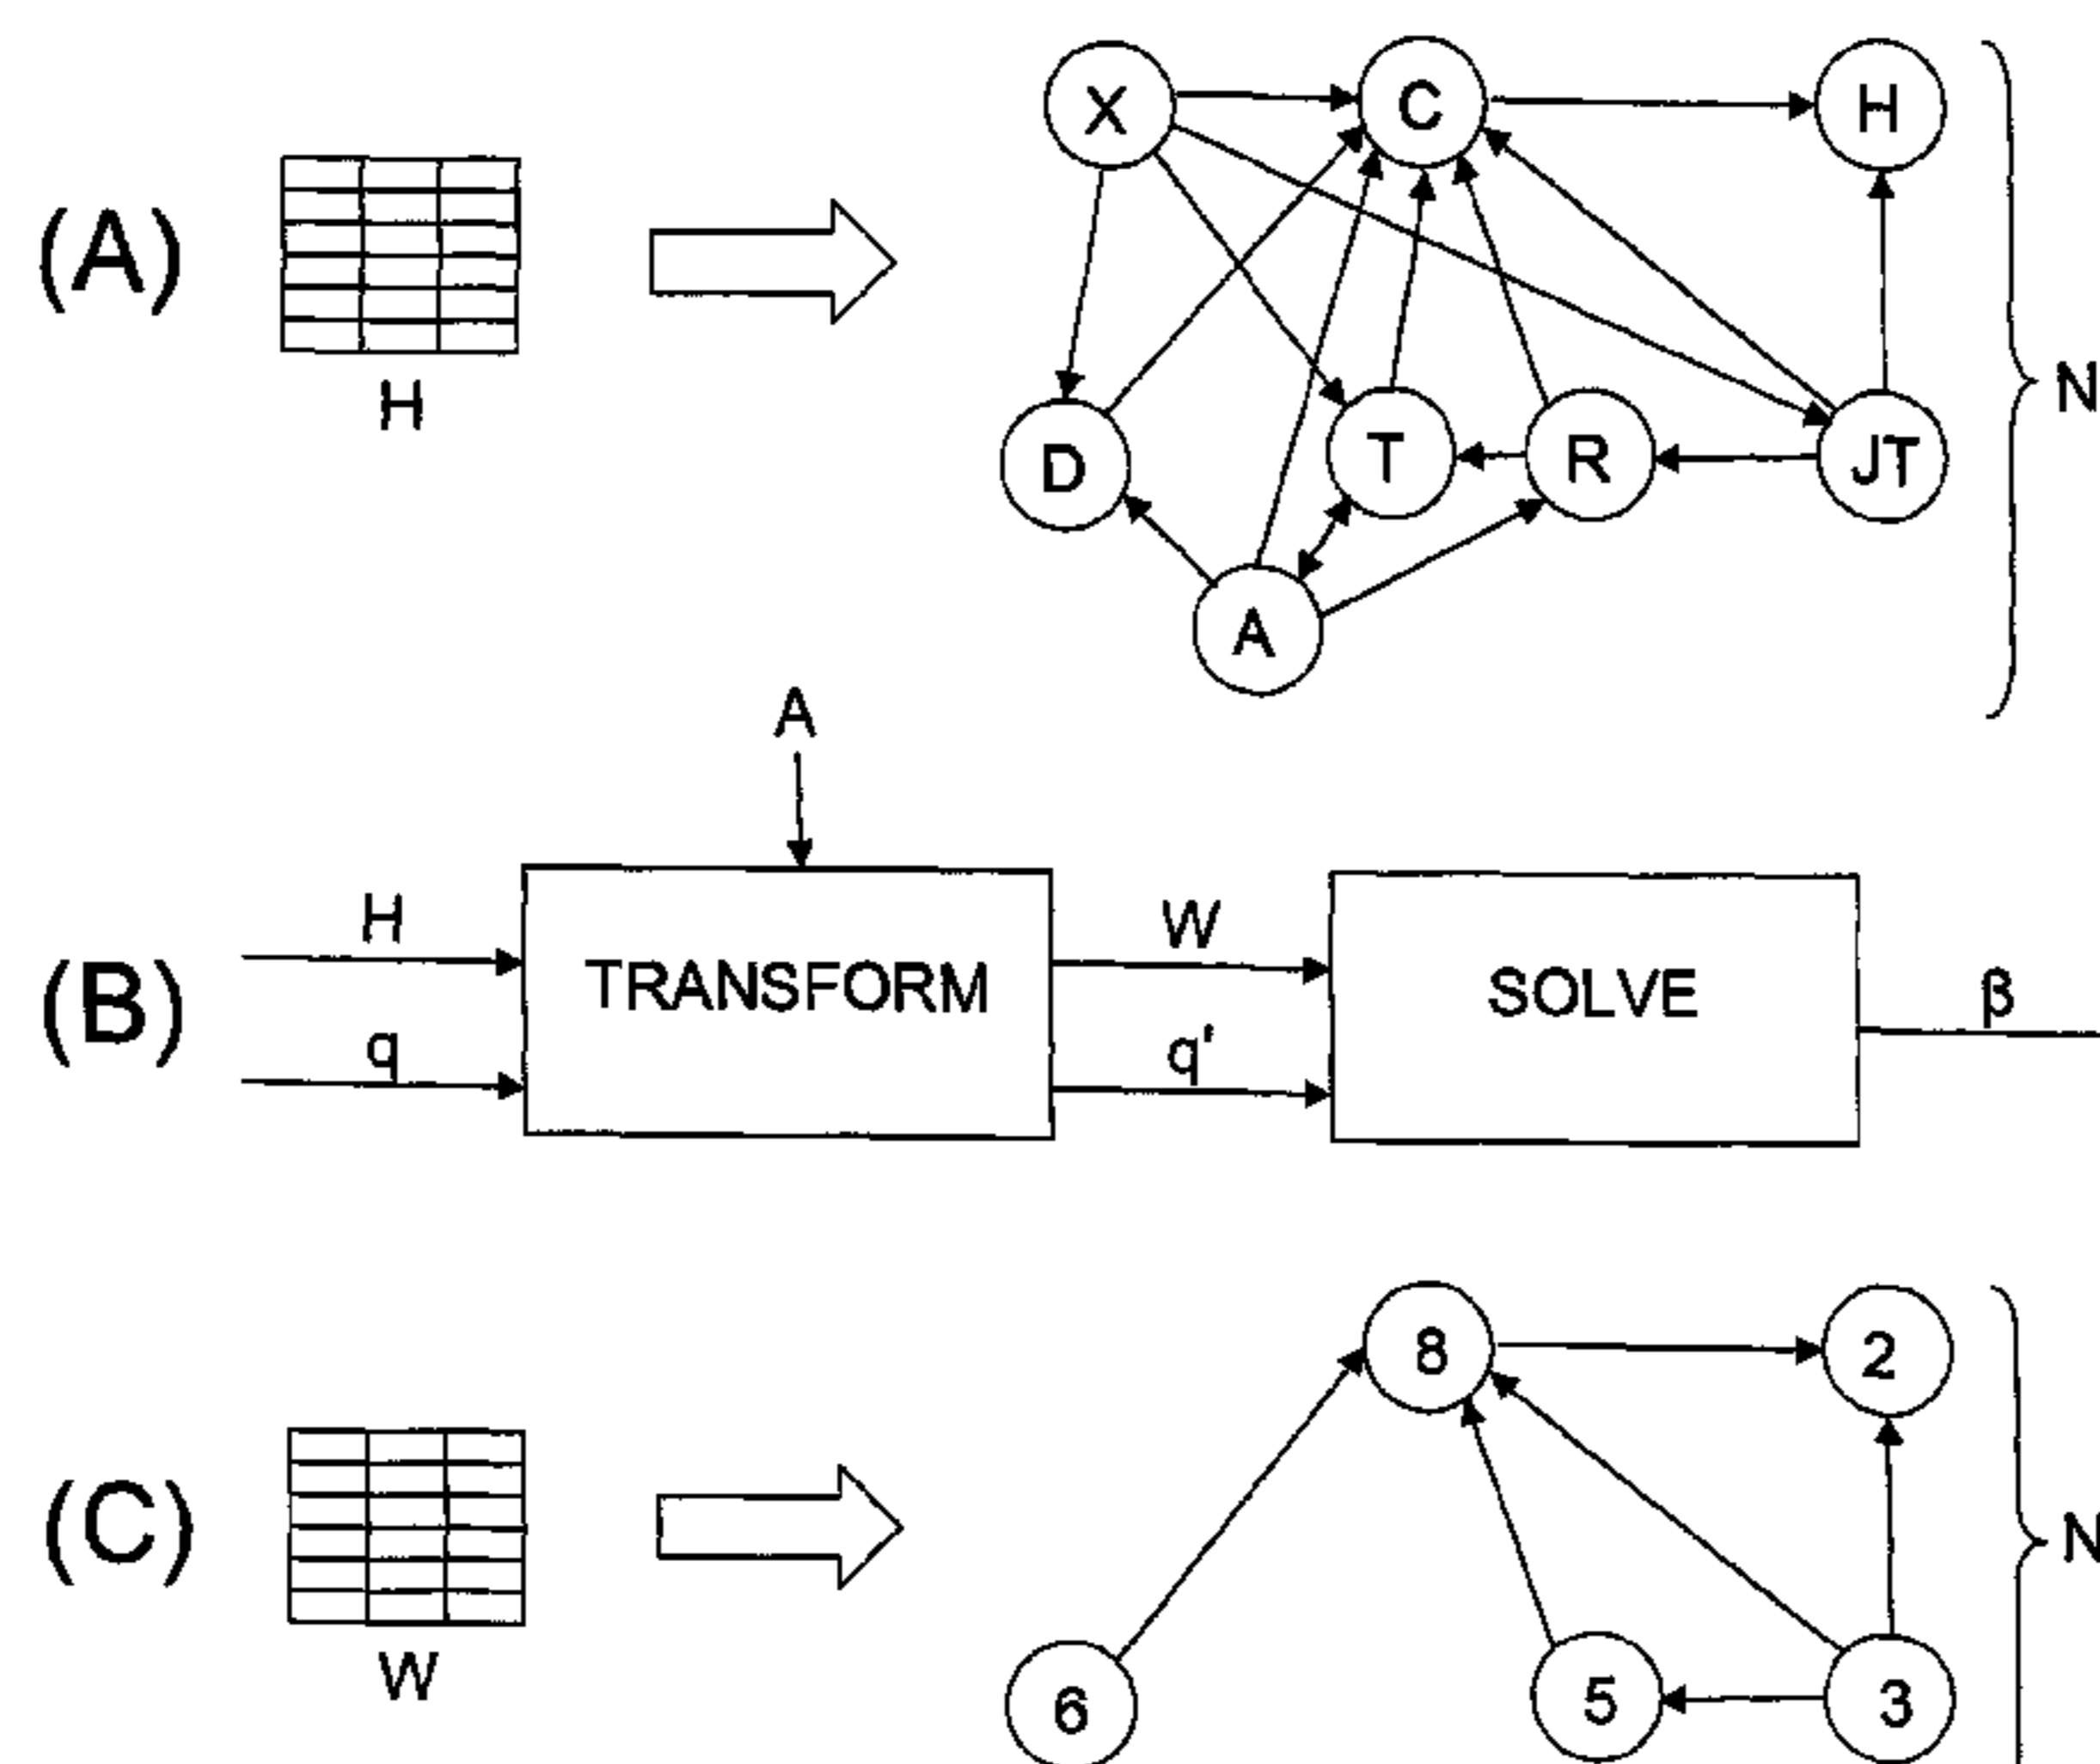 X C H
(A)
H
N
D T R JT
A
A
H
W
TRANSFORM SOLVE β
(B)
q
q'
8 2
(C)
N
W
6 5 3